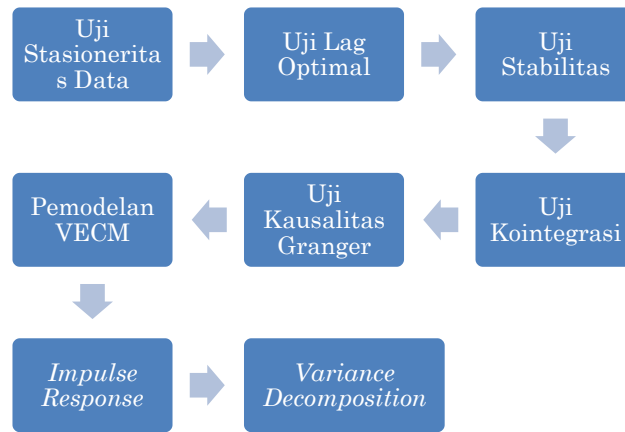 Uji
Stasionerita
s Data
Uji Lag
Optimal
Uji
Stabilitas
Uji
Kointegrasi
Uji
Kausalitas
Granger
Pemodelan
VECM
Impulse
Response
Variance
Decomposition